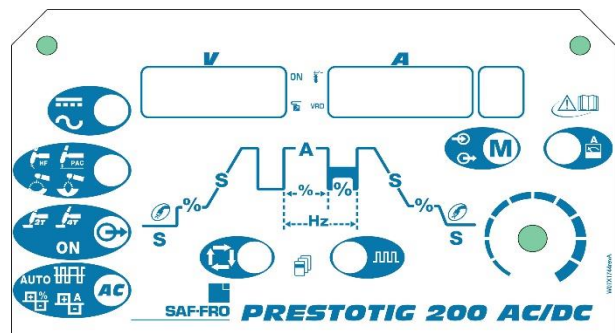 V A
ON
VRD
A
HF PAC
M
A
A
S S
% % % %
2T 4T
S S
ON
Hz
AUTO
% A
AC
SAF-FRO PRESTOTIG 200 AC/DC